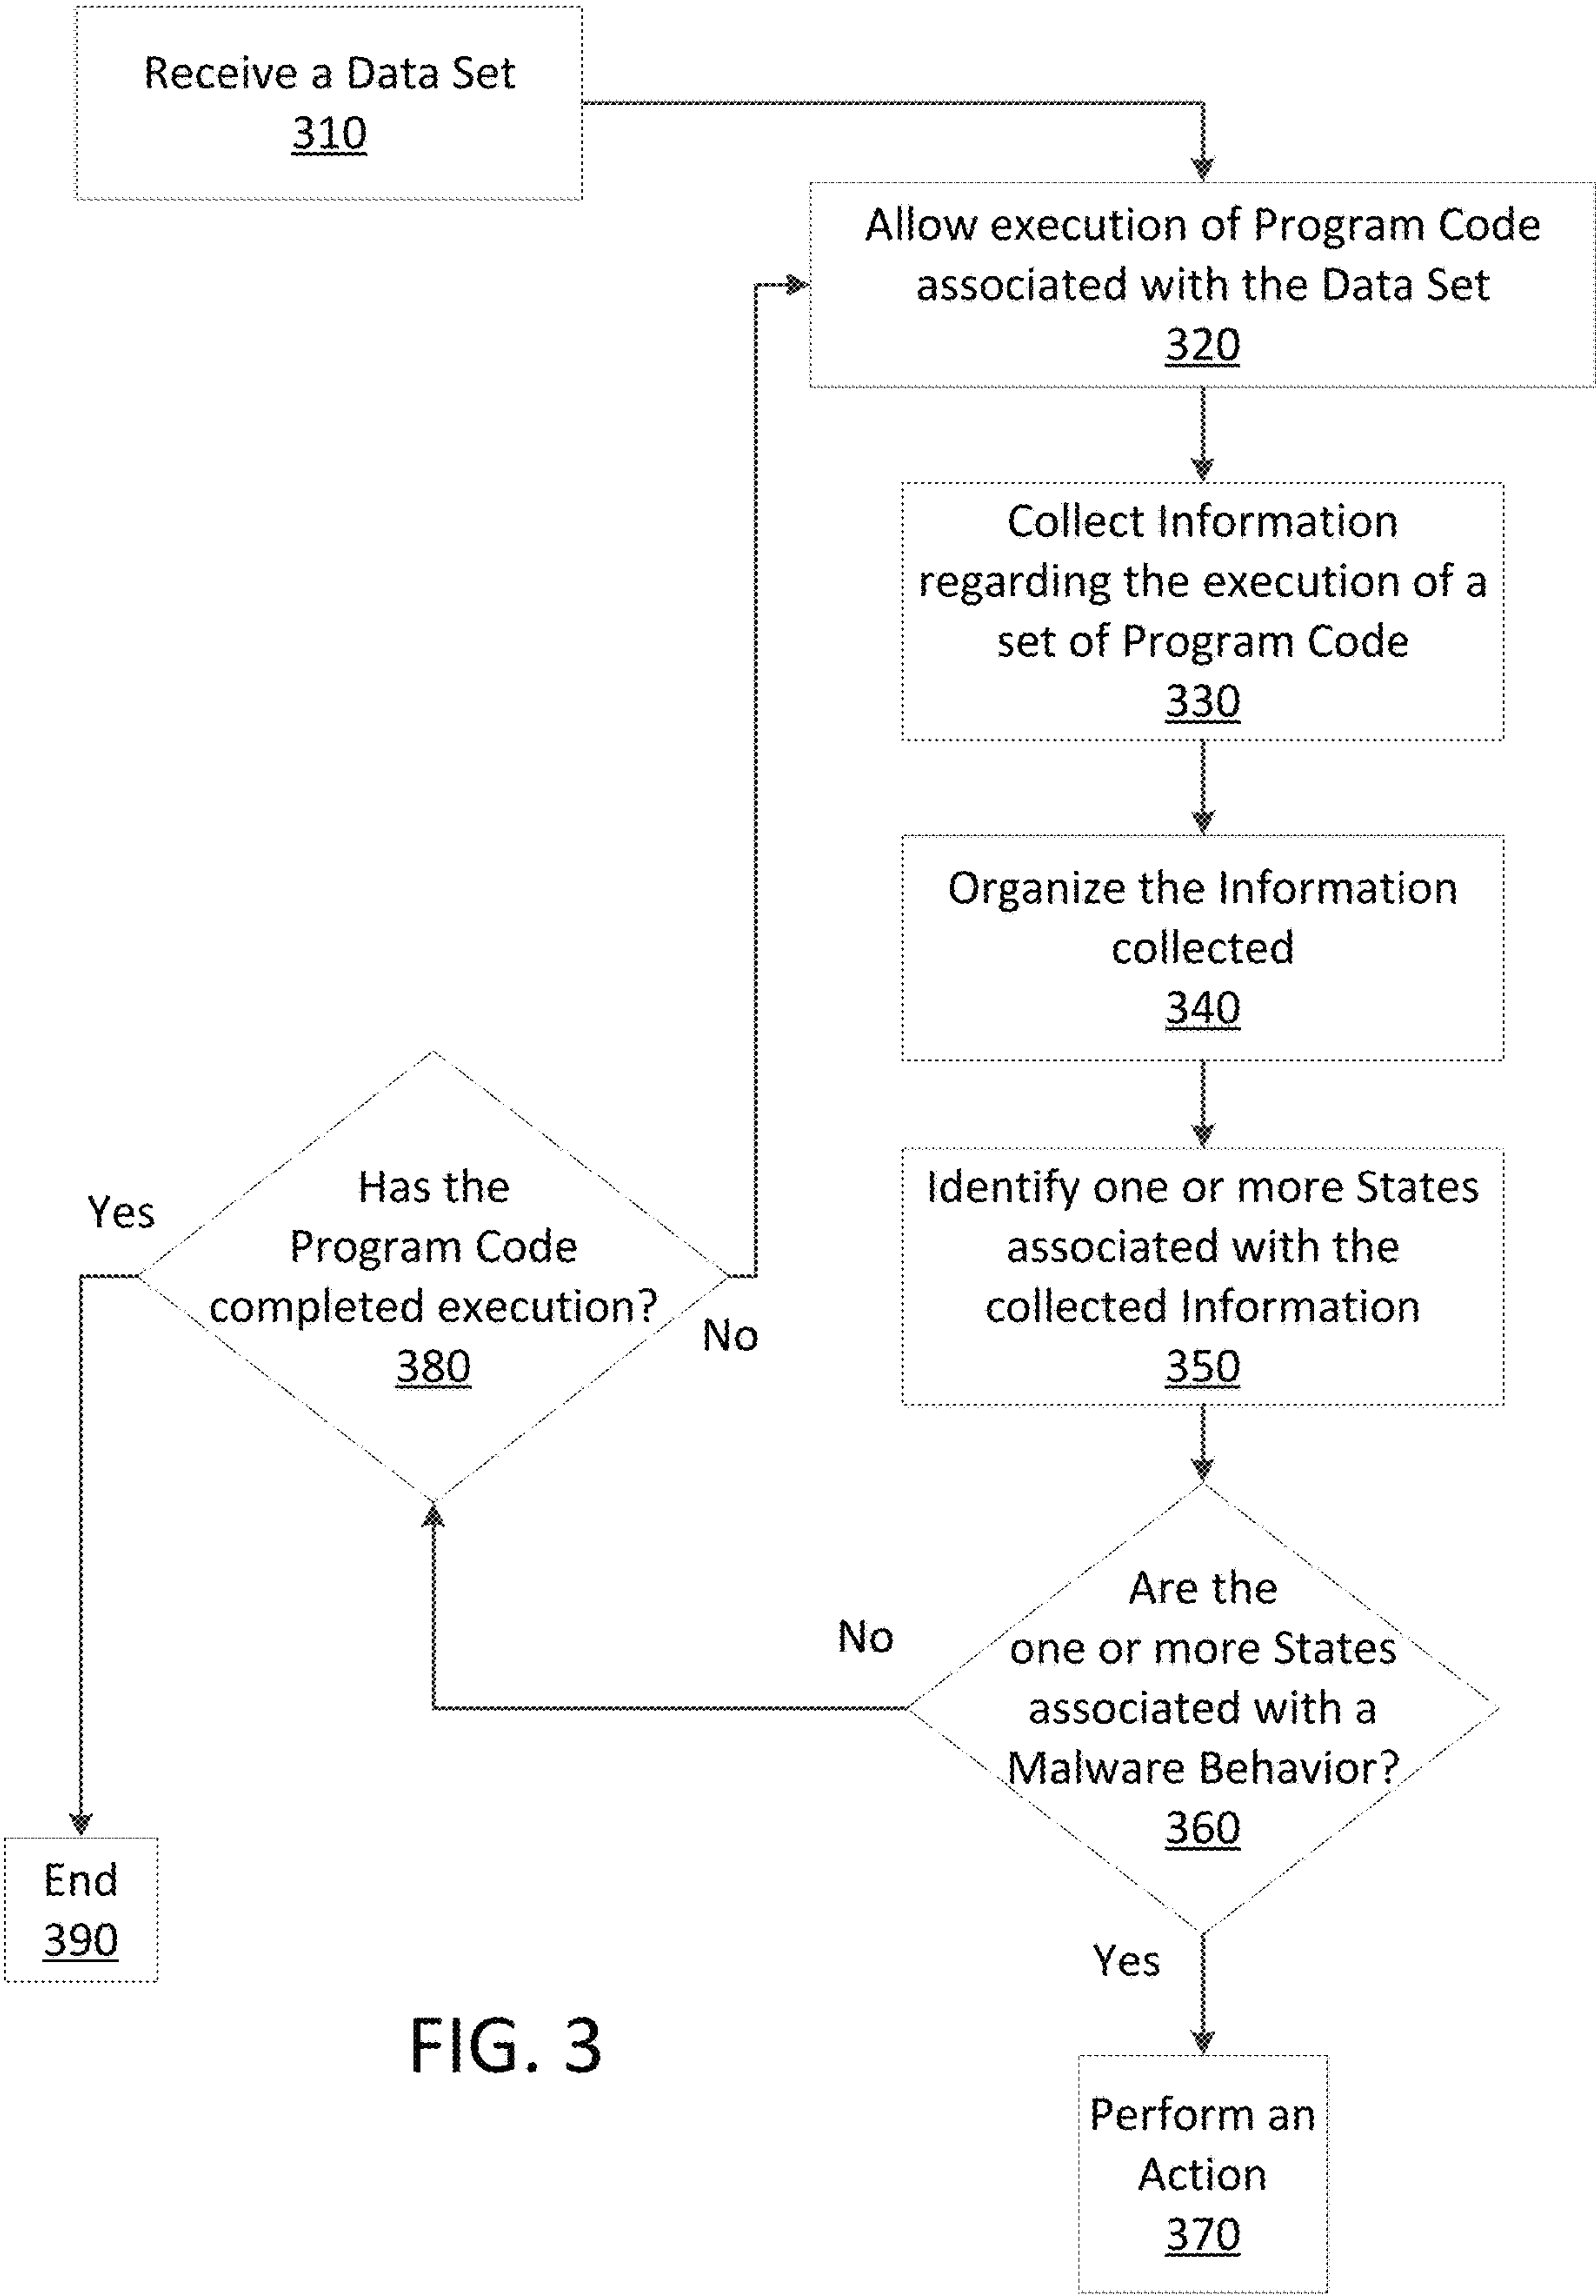 Receive a Data Set
310
Allow execution of Program Code
associated with the Data Set
320
Collect Information
regarding the execution of a
set of Program Code
330
Organize the Information
collected
340
Identify one or more States
associated with the
collected Information
350
Has the
Program Code
completed execution?
380
Yes
No
Are the
one or more States
associated with a
Malware Behavior?
360
No
Yes
End
390
Perform an
Action
370
FIG. 3